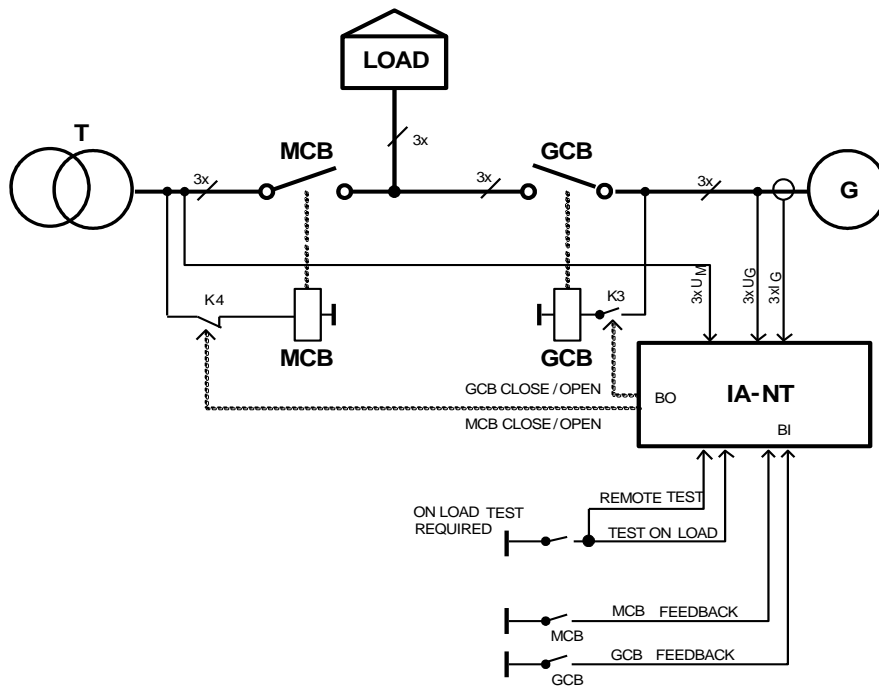 LOAD
T
MCB
GCB
3x
3x
3x
3x
G
K4
K3
3x U M
3x U G
3x I G
MCB
GCB
GCB CLOSE / OPEN
MCB CLOSE / OPEN
BO
IA-NT
BI
REMOTE TEST
ON LOAD TEST
REQUIRED
TEST ON LOAD
MCB FEEDBACK
MCB
GCB FEEDBACK
GCB